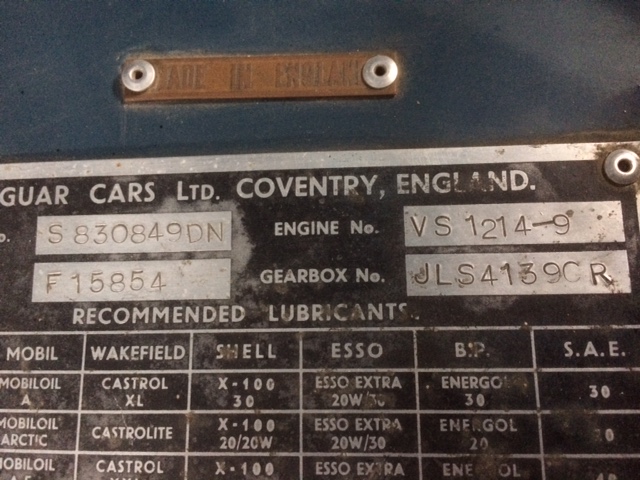 MADE IN ENGLAND
GUAR CARS LTD. COVENTRY, ENGLAND.
S 830849DN ENGINE No. VS 1214-9
F 15854 GEARBOX No. JLS4139CR
RECOMMENDED LUBRICANTS.
MOBIL WAKEFIELD SHELL ESSO B.P. S.A.E.
MOBILOIL CASTROL X-100 ESSO EXTRA ENERGOL 30
A XL 30 20W/30 30
MOBILOIL CASTROLITE X-100 ESSO EXTRA ENERGOL
ARCTIC 20/20W 20W/30 20
MOBILOIL CASTROL X-100 ESSO EXTRA